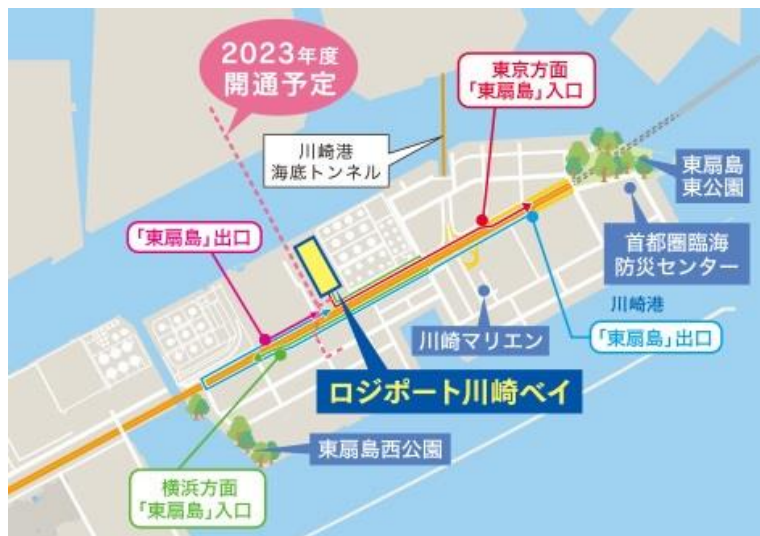 2023年度
開通予定
東京方面
「東扇島」入口
川崎港
海底トンネル
東扇島
東公園
「東扇島」出口
首都圏臨海
防災センター
川崎港
川崎マリエン
「東扇島」出口
ロジポート川崎ベイ
東扇島西公園
横浜方面
「東扇島」入口